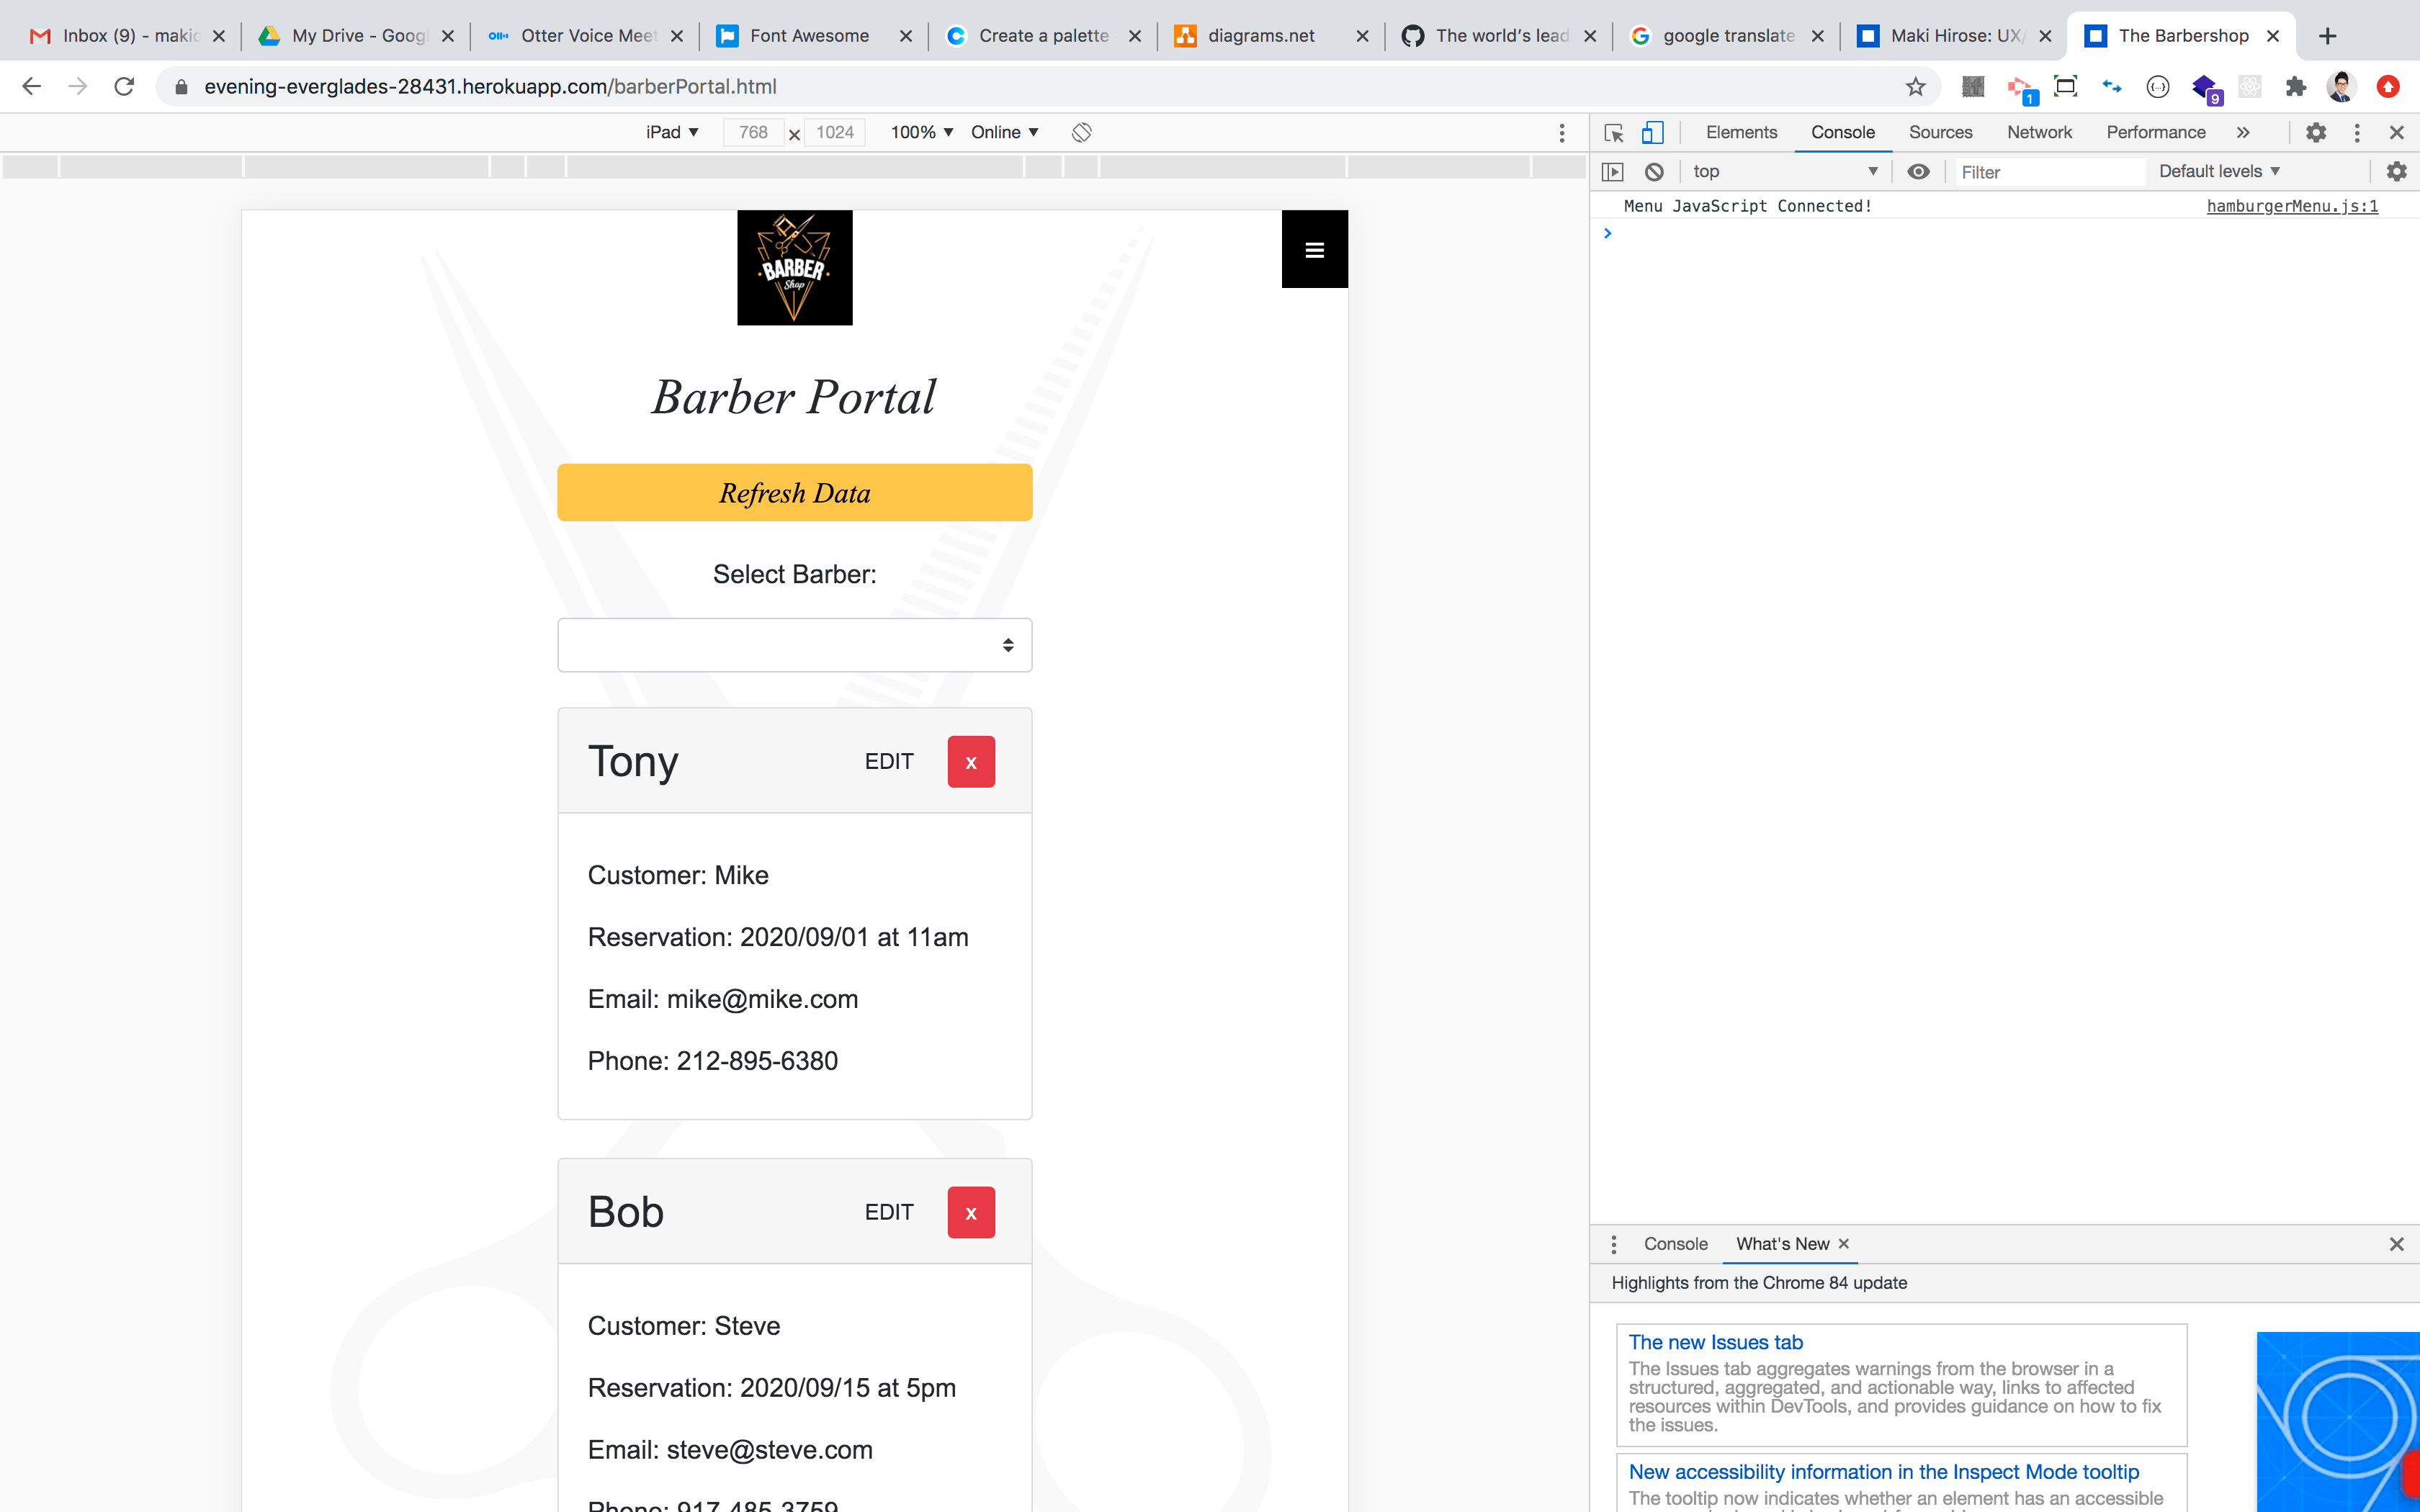 Inbox (9) - makic
My Drive - Googl
Otter Voice Meet
Font Awesome
Create a palette
diagrams.net
The world's lead
google translate
Maki Hirose: UX/
The Barbershop
evening-everglades-28431.herokuapp.com/barberPortal.html
1
9
iPad ▼ 768 x 1024 100% ▼ Online ▼
Elements Console Sources Network Performance »
top ▼ Filter Default levels ▼
Menu JavaScript Connected! hamburgerMenu.js:1
BARBER
Shop
Barber Portal
Refresh Data
Select Barber:
Tony EDIT x
Customer: Mike
Reservation: 2020/09/01 at 11am
Email: mike@mike.com
Phone: 212-895-6380
Bob EDIT x
Customer: Steve
Reservation: 2020/09/15 at 5pm
Email: steve@steve.com
Phone: 917-485-3759
Console What's New
Highlights from the Chrome 84 update
The new Issues tab
The Issues tab aggregates warnings from the browser in a
structured, aggregated, and actionable way, links to affected
resources within DevTools, and provides guidance on how to fix
the issues.
New accessibility information in the Inspect Mode tooltip
The tooltip now indicates whether an element has an accessible